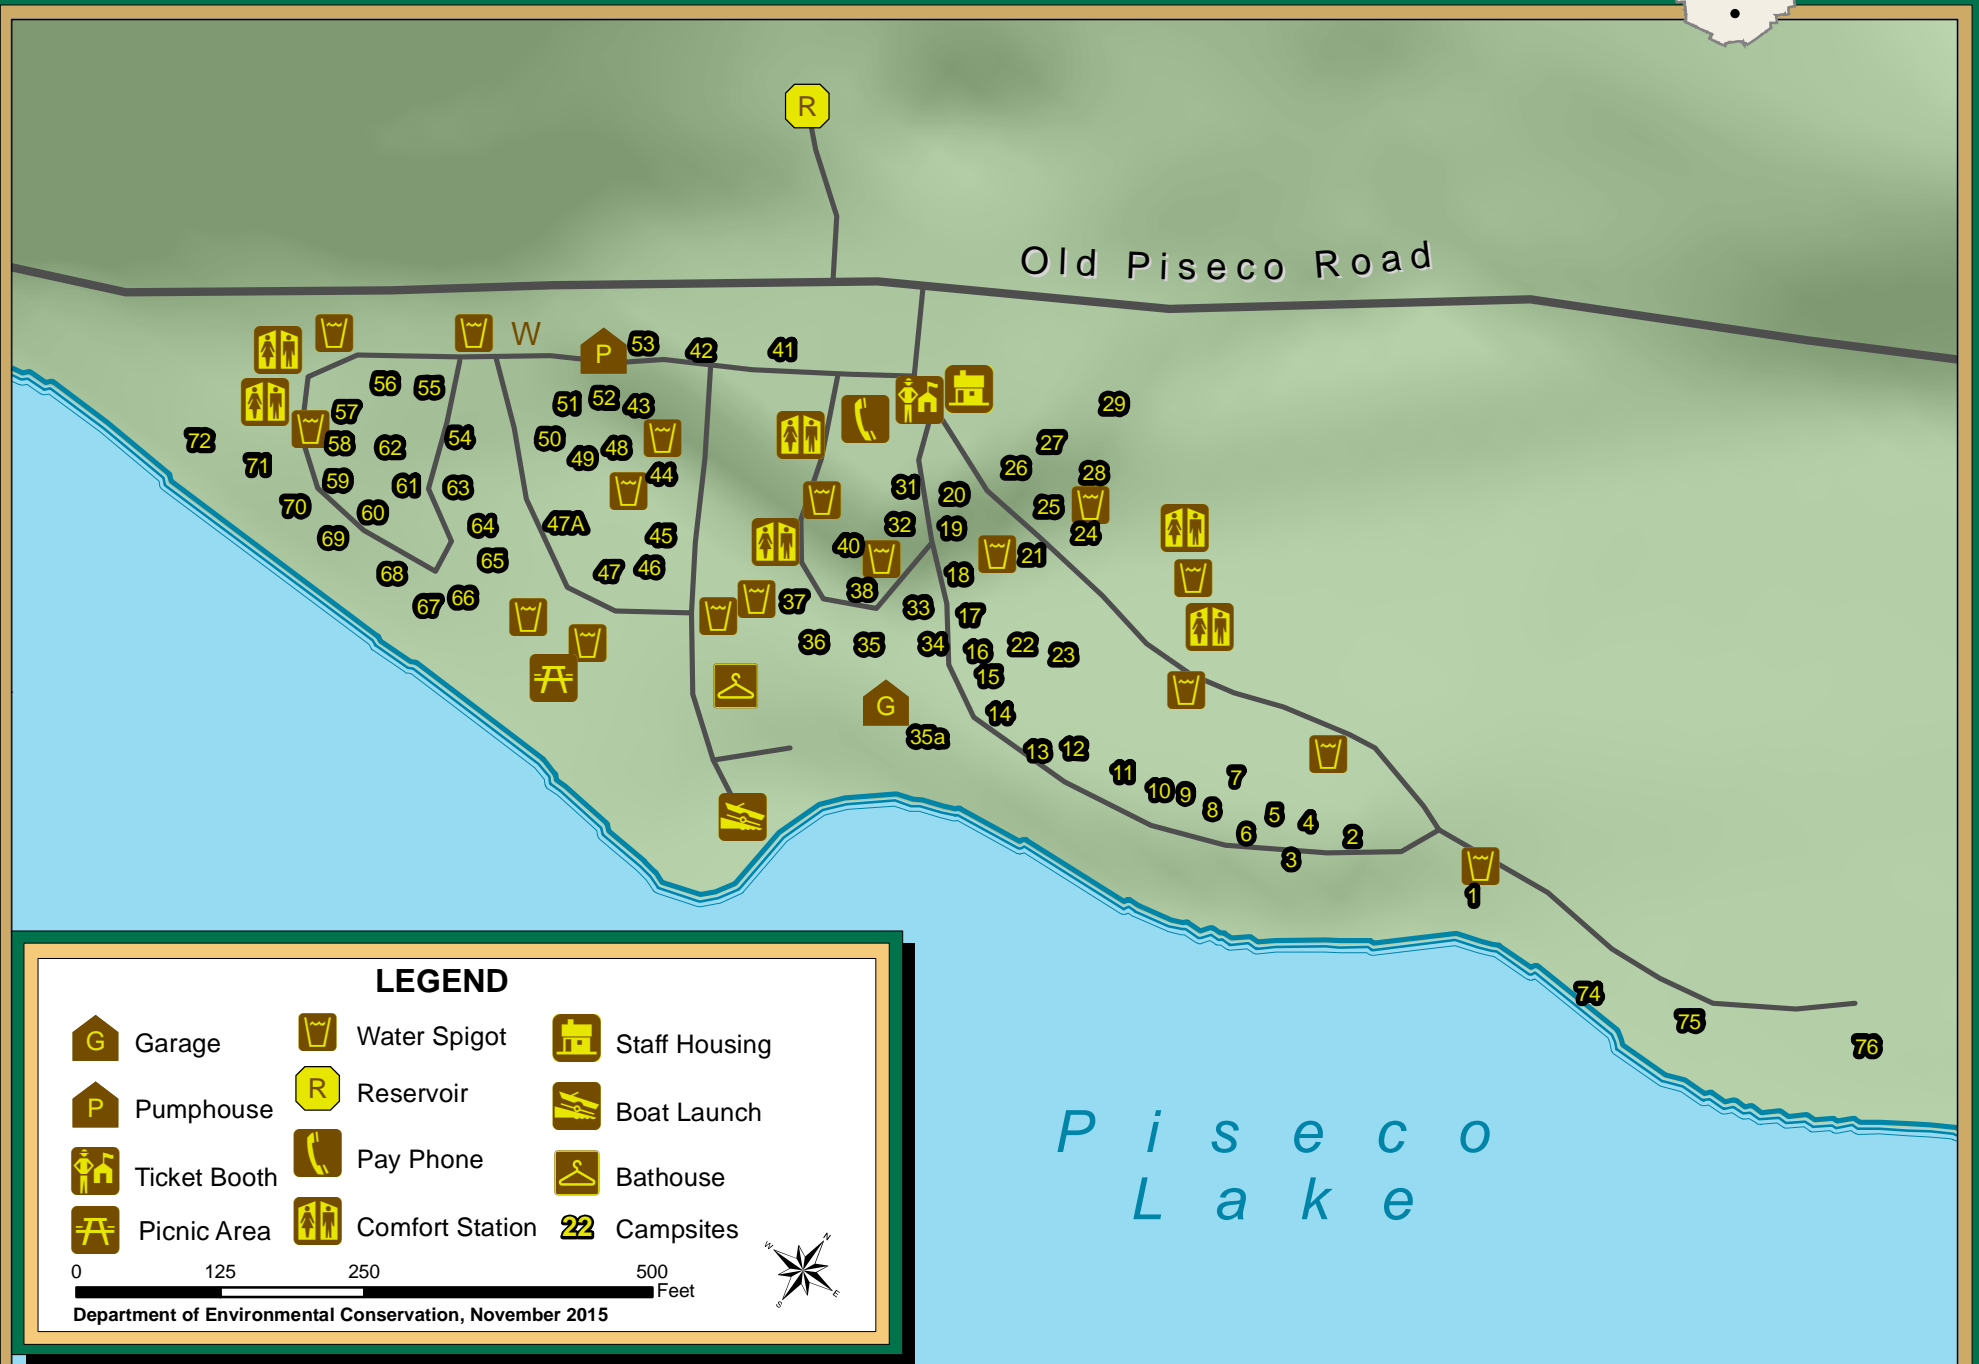 R
Old Piseco Road
W
P
53
42
41
56
55
57
58
62
54
72
71
59
61
63
70
60
64
69
65
68
67
66
51
52
43
50
49
48
44
47A
45
47
46
29
27
26
28
25
24
31
20
32
19
40
21
18
38
37
33
17
36
35
34
16
22
23
15
G
14
35a
13
12
11
10
9
7
8
5
4
6
2
3
1
74
75
76
Piseco
Lake
LEGEND
G Garage
P Pumphouse
Ticket Booth
Picnic Area
Water Spigot
R Reservoir
Pay Phone
Comfort Station
Staff Housing
Boat Launch
Bathouse
22 Campsites
0 125 250 500
Feet
Department of Environmental Conservation, November 2015
W N
S E